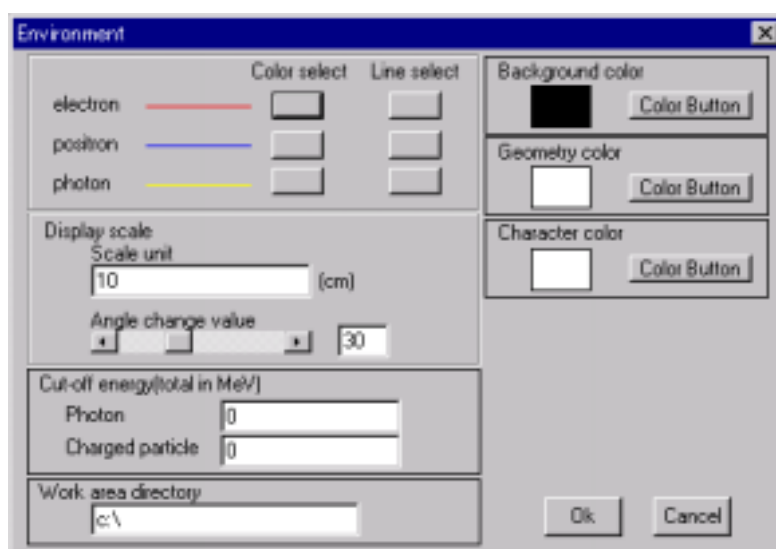 Environment
Color select Line select
electron
positron
photon
Display scale
Scale unit
10 (cm)
Angle change value
30
Cut-off energy(total in MeV)
Photon 0
Charged particle 0
Work area directory
c:\
Background color
Color Button
Geometry color
Color Button
Character color
Color Button
Ok Cancel